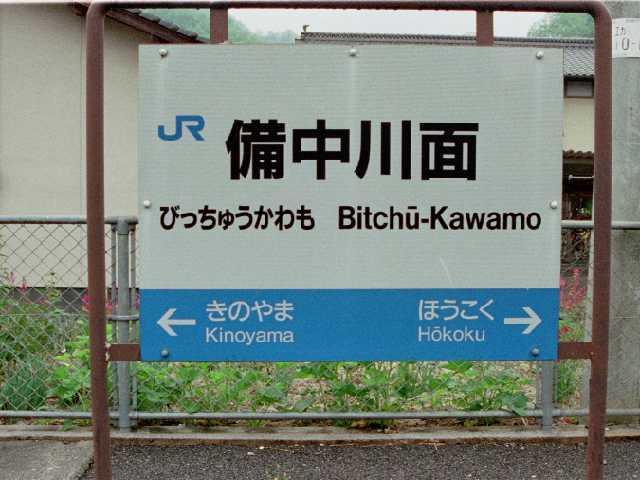 JR 備中川面
びっちゅうかわも Bitchū-Kawamo
← きのやま ほうこく →
Kinoyama Hōkoku